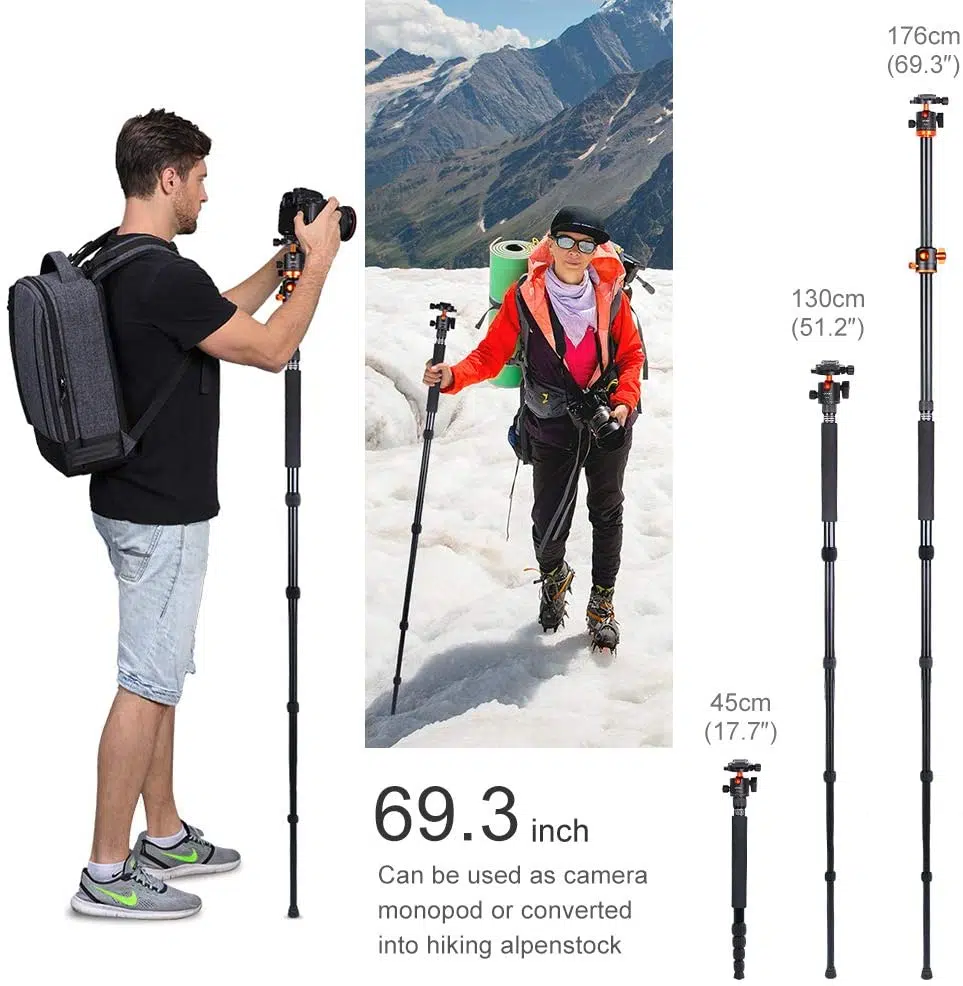 176cm
(69.3″)
130cm
(51.2″)
45cm
(17.7″)
69.3 inch
Can be used as camera
monopod or converted
into hiking alpenstock